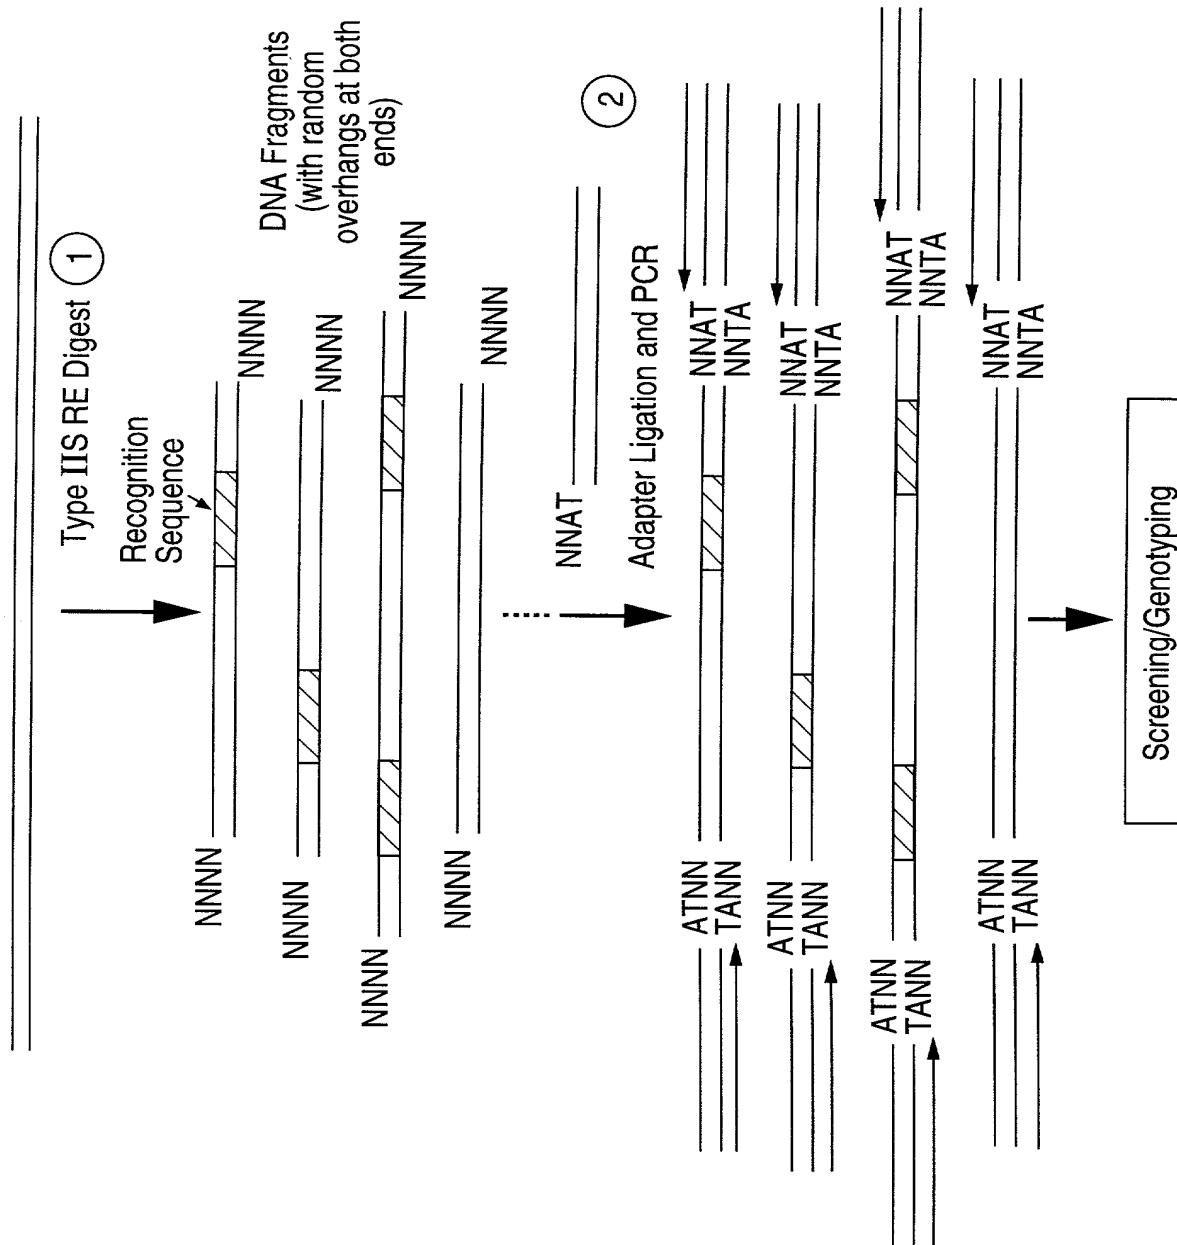 Type IIS RE Digest 1
Recognition
Sequence
NNNN
NNNN
DNA Fragments
(with random
overhangs at both
ends)
NNNN
NNNN
NNNN
NNNN
NNNN
NNNN
NNAT
2
Adapter Ligation and PCR
ATNN NNAT
TANN NNTA
ATNN NNAT
TANN NNTA
ATNN NNAT
TANN NNTA
ATNN NNAT
TANN NNTA
Screening/Genotyping